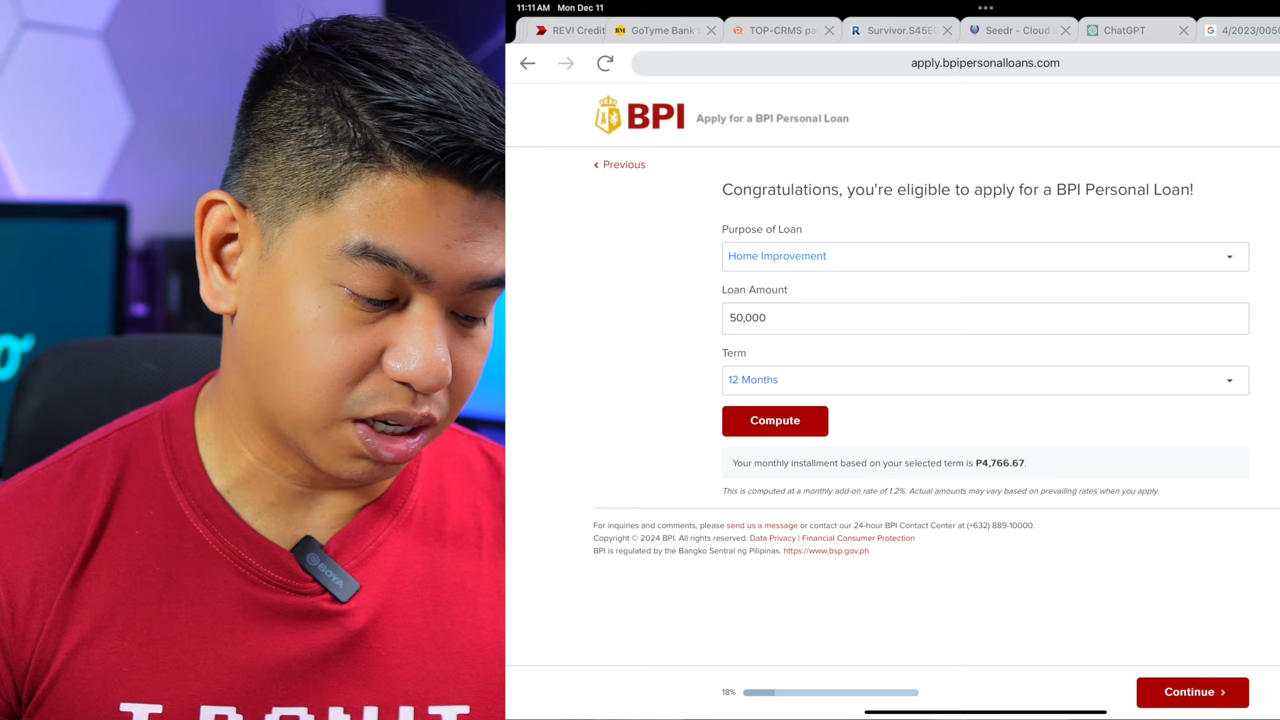 11:11 AM Mon Dec 11
REVI Credit
GoTyme Bank
TOP-CRMS pa
Survivor.S45E
Seedr - Cloud
ChatGPT
4/2023/005
apply.bpipersonalloans.com
BPI Apply for a BPI Personal Loan
Previous
Congratulations, you're eligible to apply for a BPI Personal Loan!
Purpose of Loan
Home Improvement
Loan Amount
50,000
Term
12 Months
Compute
Your monthly installment based on your selected term is P4,766.67.
This is computed at a monthly add-on rate of 1.2%. Actual amounts may vary based on prevailing rates when you apply.
For inquiries and comments, please send us a message or contact our 24-hour BPI Contact Center at (+632) 889-10000.
Copyright © 2024 BPI. All rights reserved. Data Privacy | Financial Consumer Protection
BPI is regulated by the Bangko Sentral ng Pilipinas. https://www.bsp.gov.ph
18%
Continue
BOYA